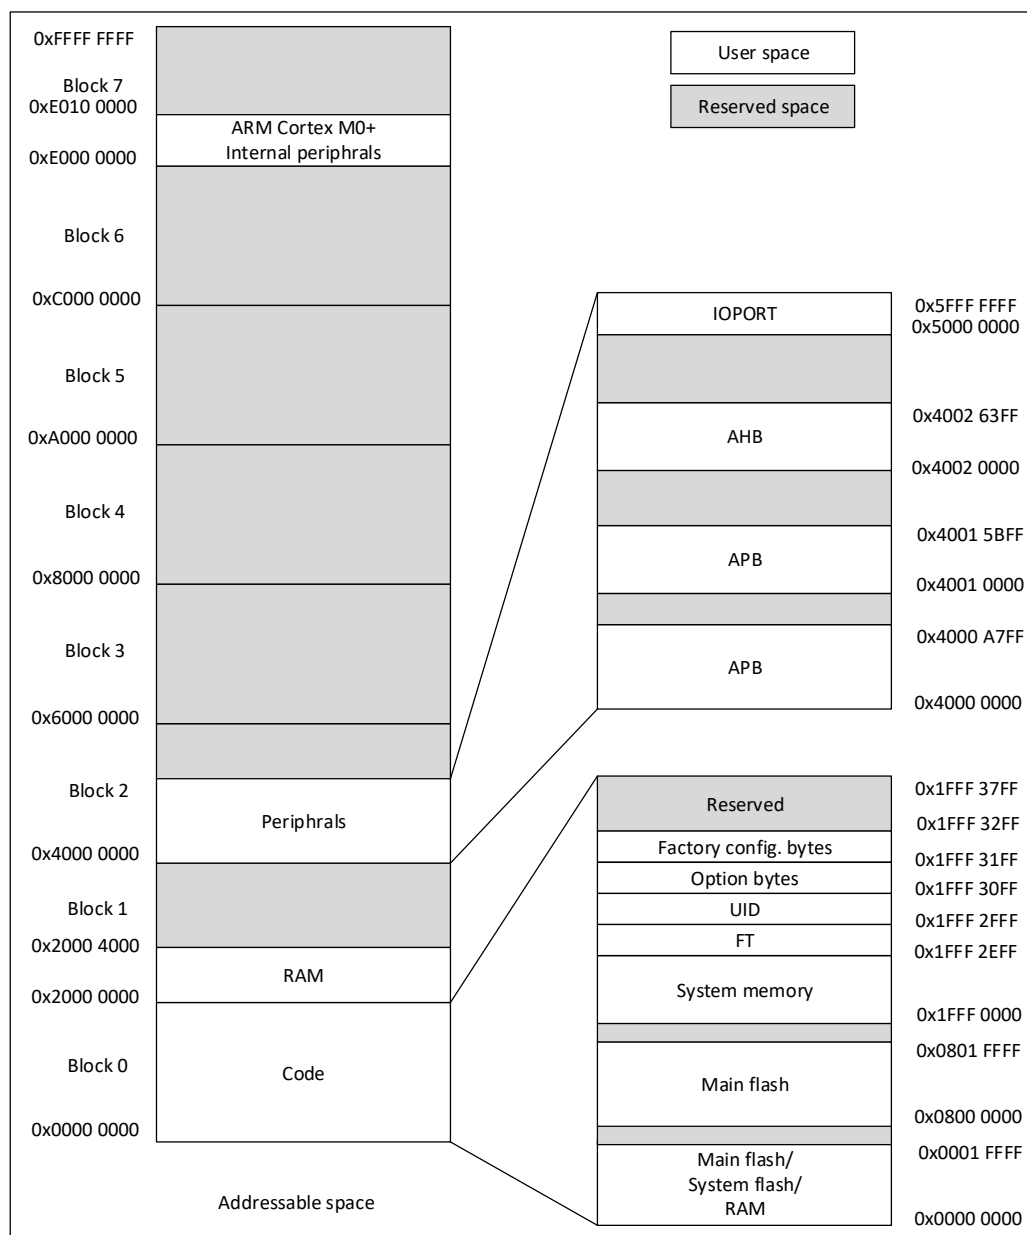 0xFFFF FFFF
Block 7
0xE010 0000
ARM Cortex M0+
Internal periphrals
0xE000 0000
Block 6
0xC000 0000
Block 5
0xA000 0000
Block 4
0x8000 0000
Block 3
0x6000 0000
Block 2
Periphrals
0x4000 0000
Block 1
0x2000 4000
RAM
0x2000 0000
Block 0
Code
0x0000 0000
Addressable space
User space
Reserved space
IOPORT
0x5FFF FFFF
0x5000 0000
AHB
0x4002 63FF
0x4002 0000
0x4001 5BFF
APB
0x4001 0000
0x4000 A7FF
APB
0x4000 0000
Reserved
0x1FFF 37FF
0x1FFF 32FF
Factory config. bytes
0x1FFF 31FF
Option bytes
0x1FFF 30FF
UID
0x1FFF 2FFF
FT
0x1FFF 2EFF
System memory
0x1FFF 0000
0x0801 FFFF
Main flash
0x0800 0000
0x0001 FFFF
Main flash/
System flash/
RAM
0x0000 0000